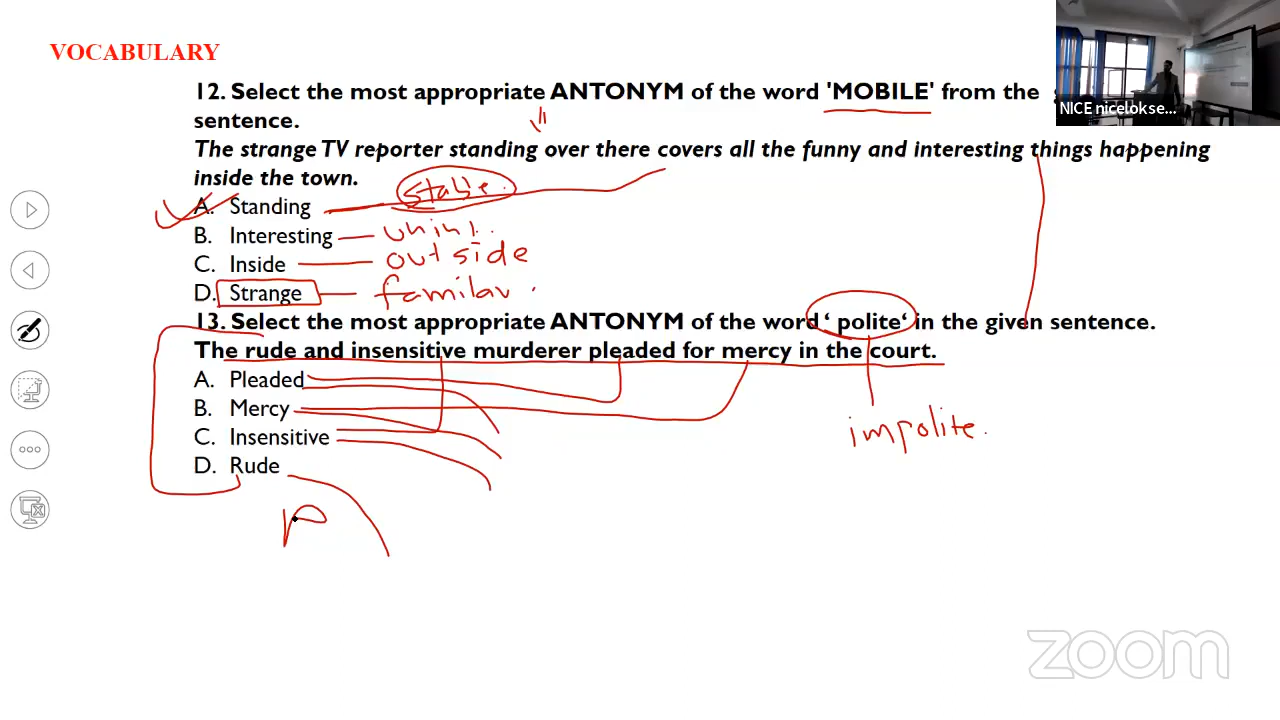 VOCABULARY
12. Select the most appropriate ANTONYM of the word 'MOBILE' from the
sentence.
The strange TV reporter standing over there covers all the funny and interesting things happening
inside the town.
A. Standing stable.
B. Interesting unint..
C. Inside outside
D. Strange familar.
13. Select the most appropriate ANTONYM of the word ‘ polite‘ in the given sentence.
The rude and insensitive murderer pleaded for mercy in the court.
A. Pleaded
B. Mercy
C. Insensitive
impolite.
D. Rude
NICE nicelokse...
zoom